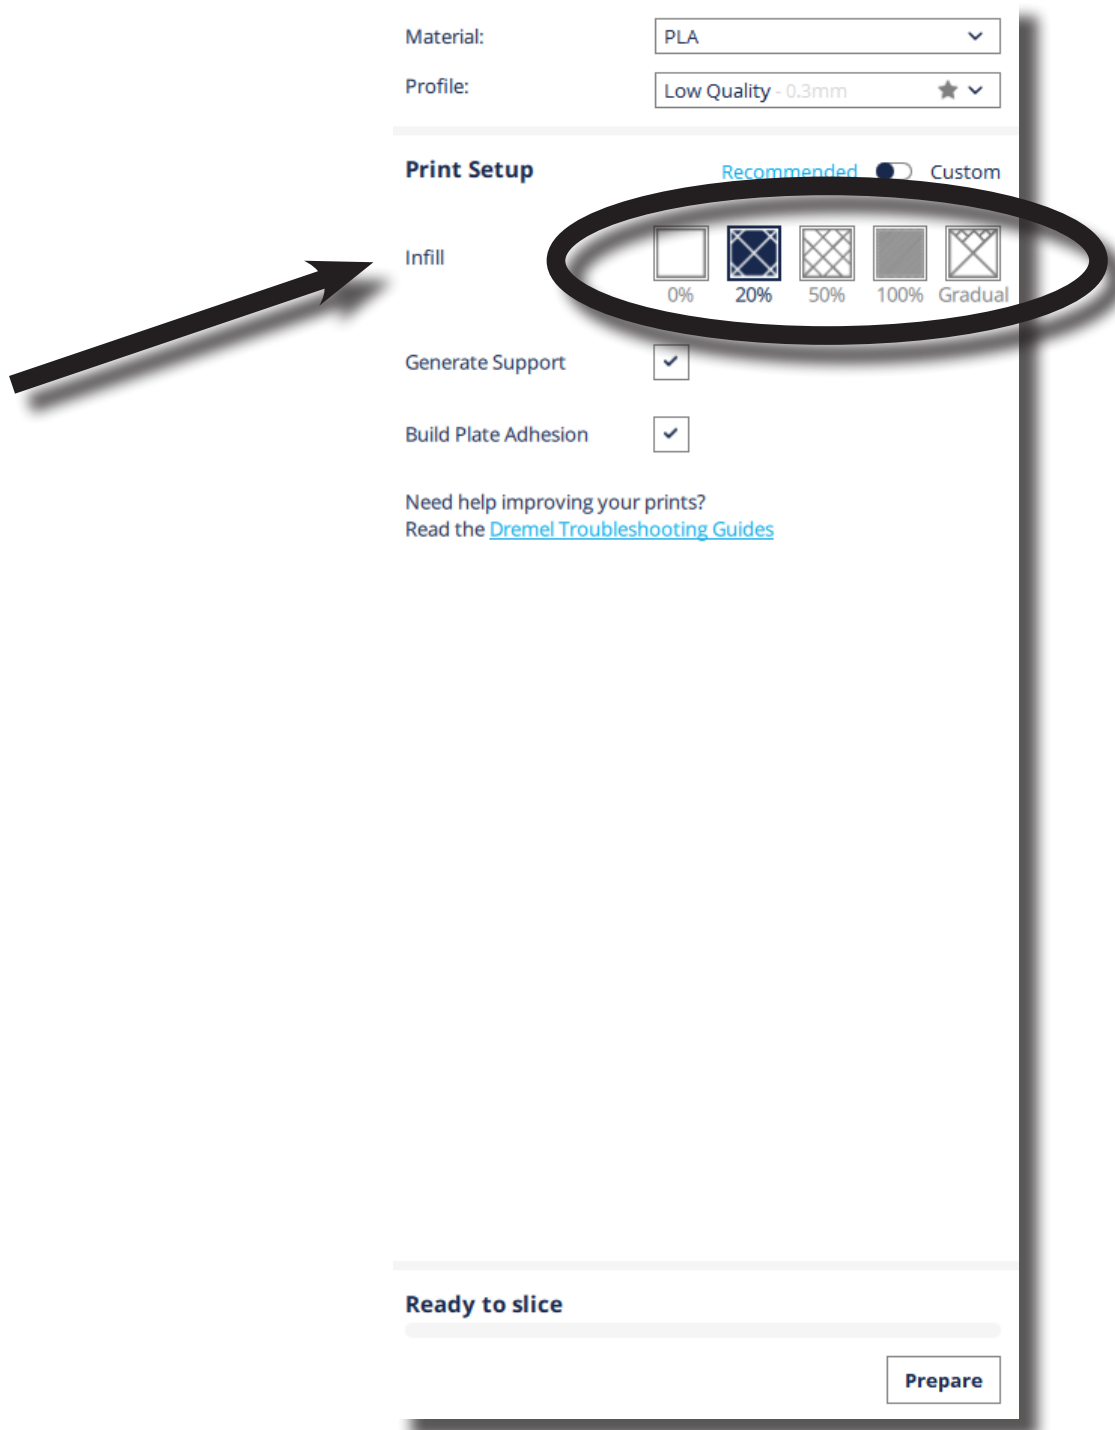 Material: PLA
Profile: Low Quality - 0.3mm
Print Setup Recommended Custom
Infill
0% 20% 50% 100% Gradual
Generate Support
Build Plate Adhesion
Need help improving your prints?
Read the Dremel Troubleshooting Guides
Ready to slice
Prepare